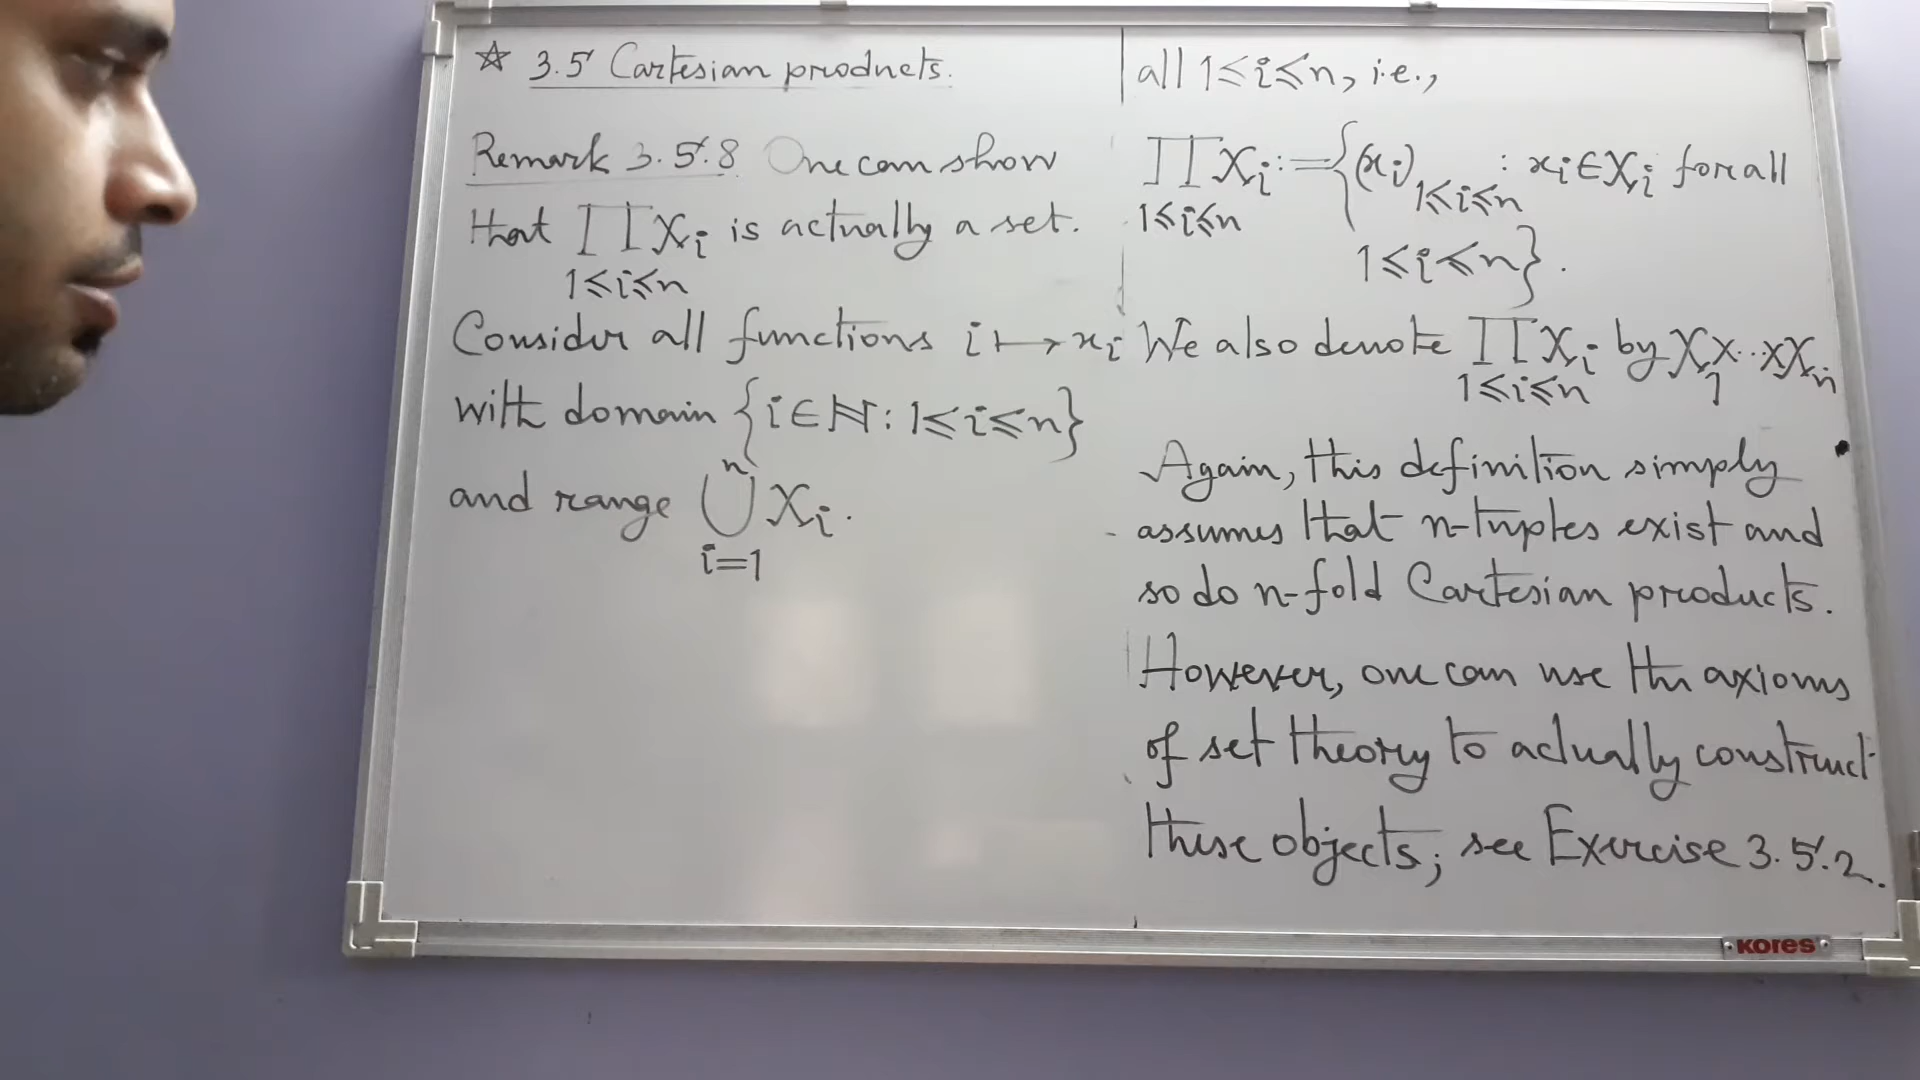 ☆ 3.5 Cartesian products.
Remark 3.5.8 One can show
that ∏ Xi is actually a set.
1≤i≤n
Consider all functions i ↦ xi
with domain {i∈ℕ: 1≤i≤n}
and range ⋃ Xi.
n
i=1
all 1≤i≤n, i.e.,
∏ Xi := {(xi) : xi∈Xi for all
1≤i≤n 1≤i≤n
1≤i≤n}.
We also denote ∏ Xi by X1×...×Xn
1≤i≤n
Again, this definition simply
assumes that n-tuples exist and
so do n-fold Cartesian products.
However, one can use the axioms
of set theory to actually construct
these objects; see Exercise 3.5.2.
KORES